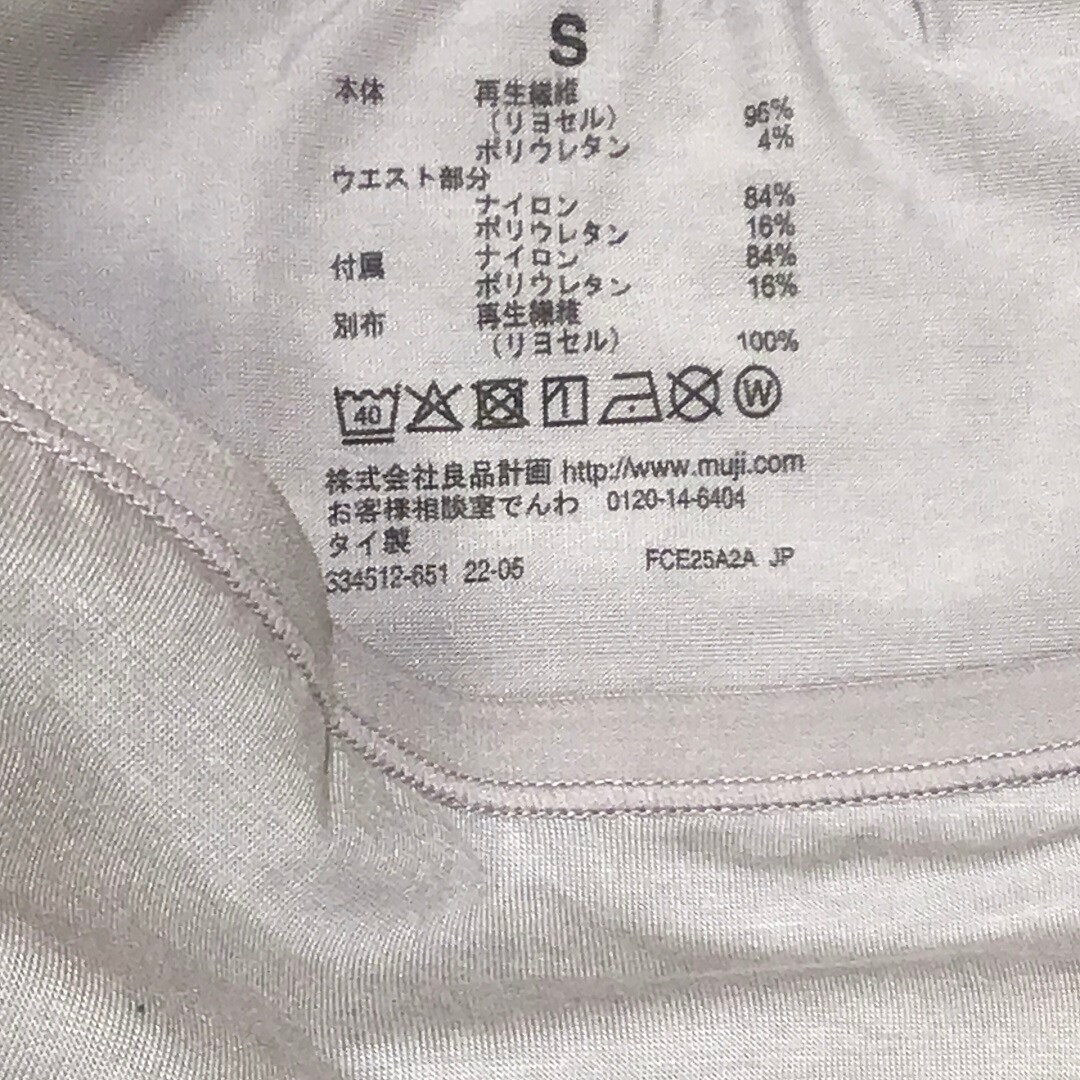 S
本体 再生繊維
（リヨセル） 96%
ポリウレタン 4%
ウエスト部分
ナイロン 84%
ポリウレタン 16%
付属 ナイロン 84%
ポリウレタン 16%
別布 再生繊維
（リヨセル） 100%
40 W
株式会社良品計画 http://www.muji.com
お客様相談室でんわ 0120-14-6404
タイ製
S34512-651 22-05 FCE25A2A JP